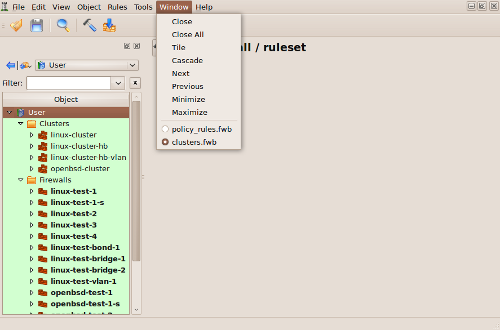 File Edit View Object Rules Tools Window Help
Close
Close All
Tile
Cascade
Next
Previous
Minimize
Maximize
policy_rules.fwb
clusters.fwb
/ ruleset
User
Filter:
Object
User
Clusters
linux-cluster
linux-cluster-hb
linux-cluster-hb-vlan
openbsd-cluster
Firewalls
linux-test-1
linux-test-1-s
linux-test-2
linux-test-3
linux-test-4
linux-test-bond-1
linux-test-bridge-1
linux-test-bridge-2
linux-test-vlan-1
openbsd-test-1
openbsd-test-1-s